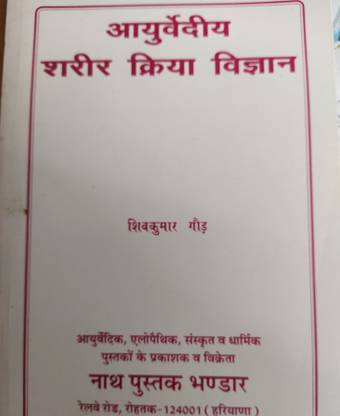 आयुर्वेदीय
शरीर क्रिया विज्ञान
शिवकुमार गौड़
आयुर्वेदिक, एलोपैथिक, संस्कृत व धार्मिक
पुस्तकों के प्रकाशक व विक्रेता
नाथ पुस्तक भण्डार
रेलवे रोड, रोहतक-124001 (हरियाणा)